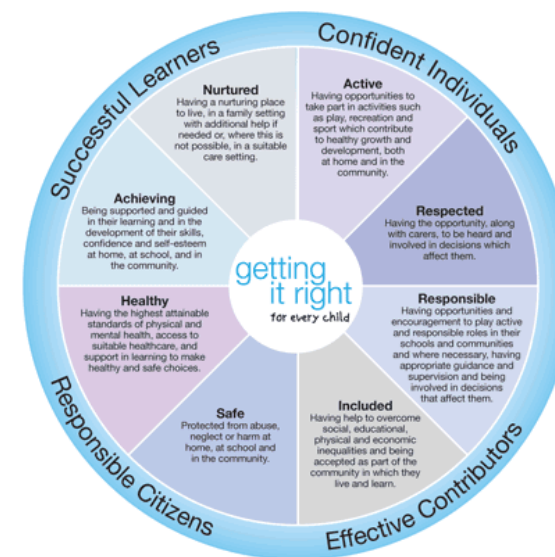 Successful Learners
Confident Individuals
Nurtured
Having a nurturing place
to live, in a family setting
with additional help if
needed or, where this is
not possible, in a suitable
care setting.
Active
Having opportunities to
take part in activities such
as play, recreation and
sport which contribute
to healthy growth and
development, both
at home and in the
community.
Achieving
Being supported and guided
in their learning and in the
development of their skills,
confidence and self-esteem
at home, at school, and in
the community.
Respected
Having the opportunity, along
with carers, to be heard and
involved in decisions which
affect them.
getting
it right
for every child
Healthy
Having the highest attainable
standards of physical and
mental health, access to
suitable healthcare, and
support in learning to make
healthy and safe choices.
Responsible
Having opportunities and
encouragement to play active
and responsible roles in their
schools and communities
and where necessary, having
appropriate guidance and
supervision and being
involved in decisions
that affect them.
Safe
Protected from abuse,
neglect or harm at
home, at school and
in the community.
Included
Having help to overcome
social, educational,
physical and economic
inequalities and being
accepted as part of the
community in which they
live and learn.
Responsible Citizens
Effective Contributors